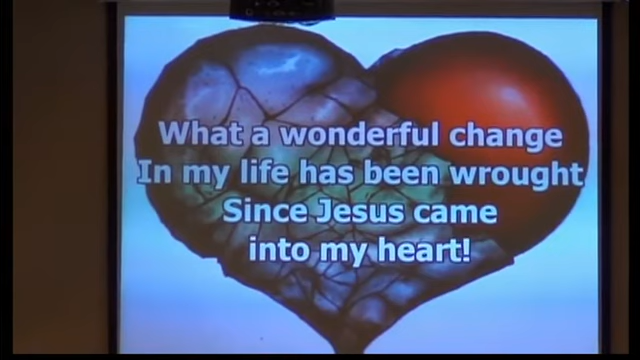 What a wonderful change
In my life has been wrought
Since Jesus came
into my heart!